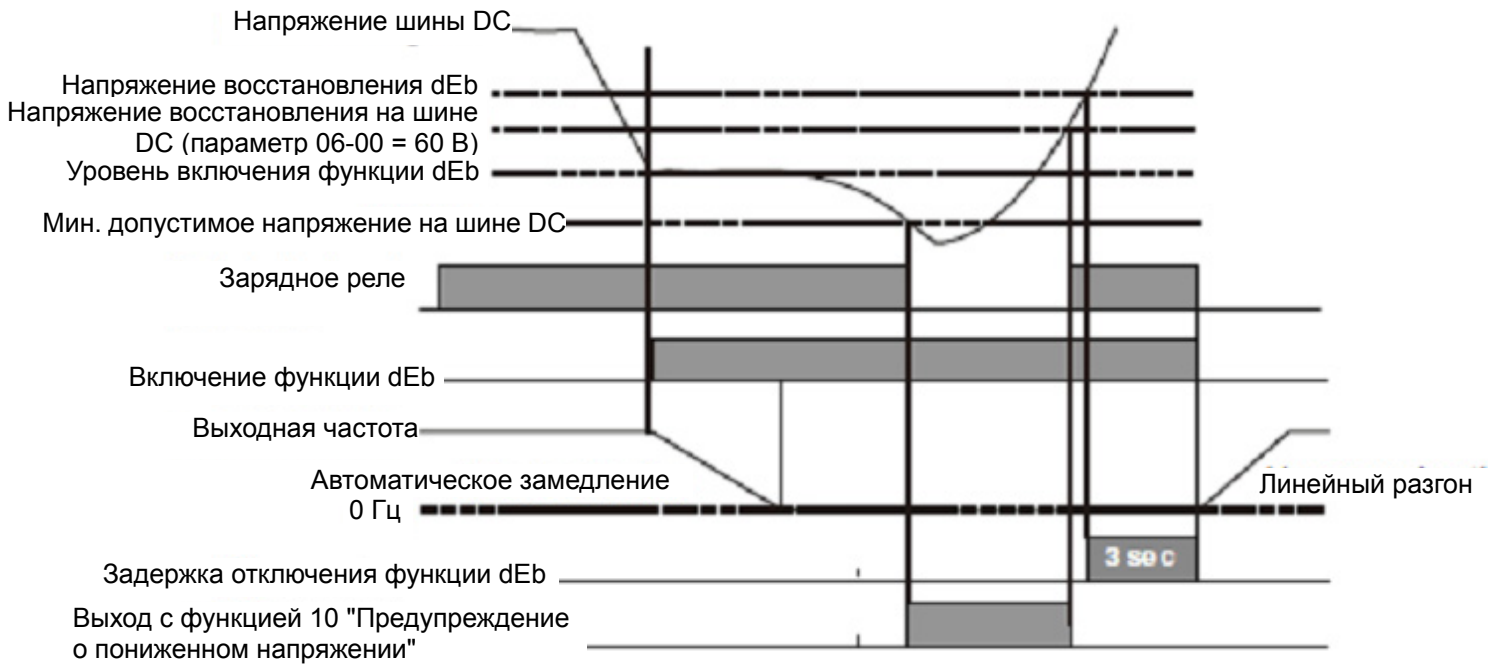 Напряжение шины DC
Напряжение восстановления dEb
Напряжение восстановления на шине
DC (параметр 06-00 = 60 В)
Уровень включения функции dEb
Мин. допустимое напряжение на шине DC
Зарядное реле
Включение функции dEb
Выходная частота
Автоматическое замедление
0 Гц
Линейный разгон
3 sec
Задержка отключения функции dEb
Выход с функцией 10 "Предупреждение
о пониженном напряжении"